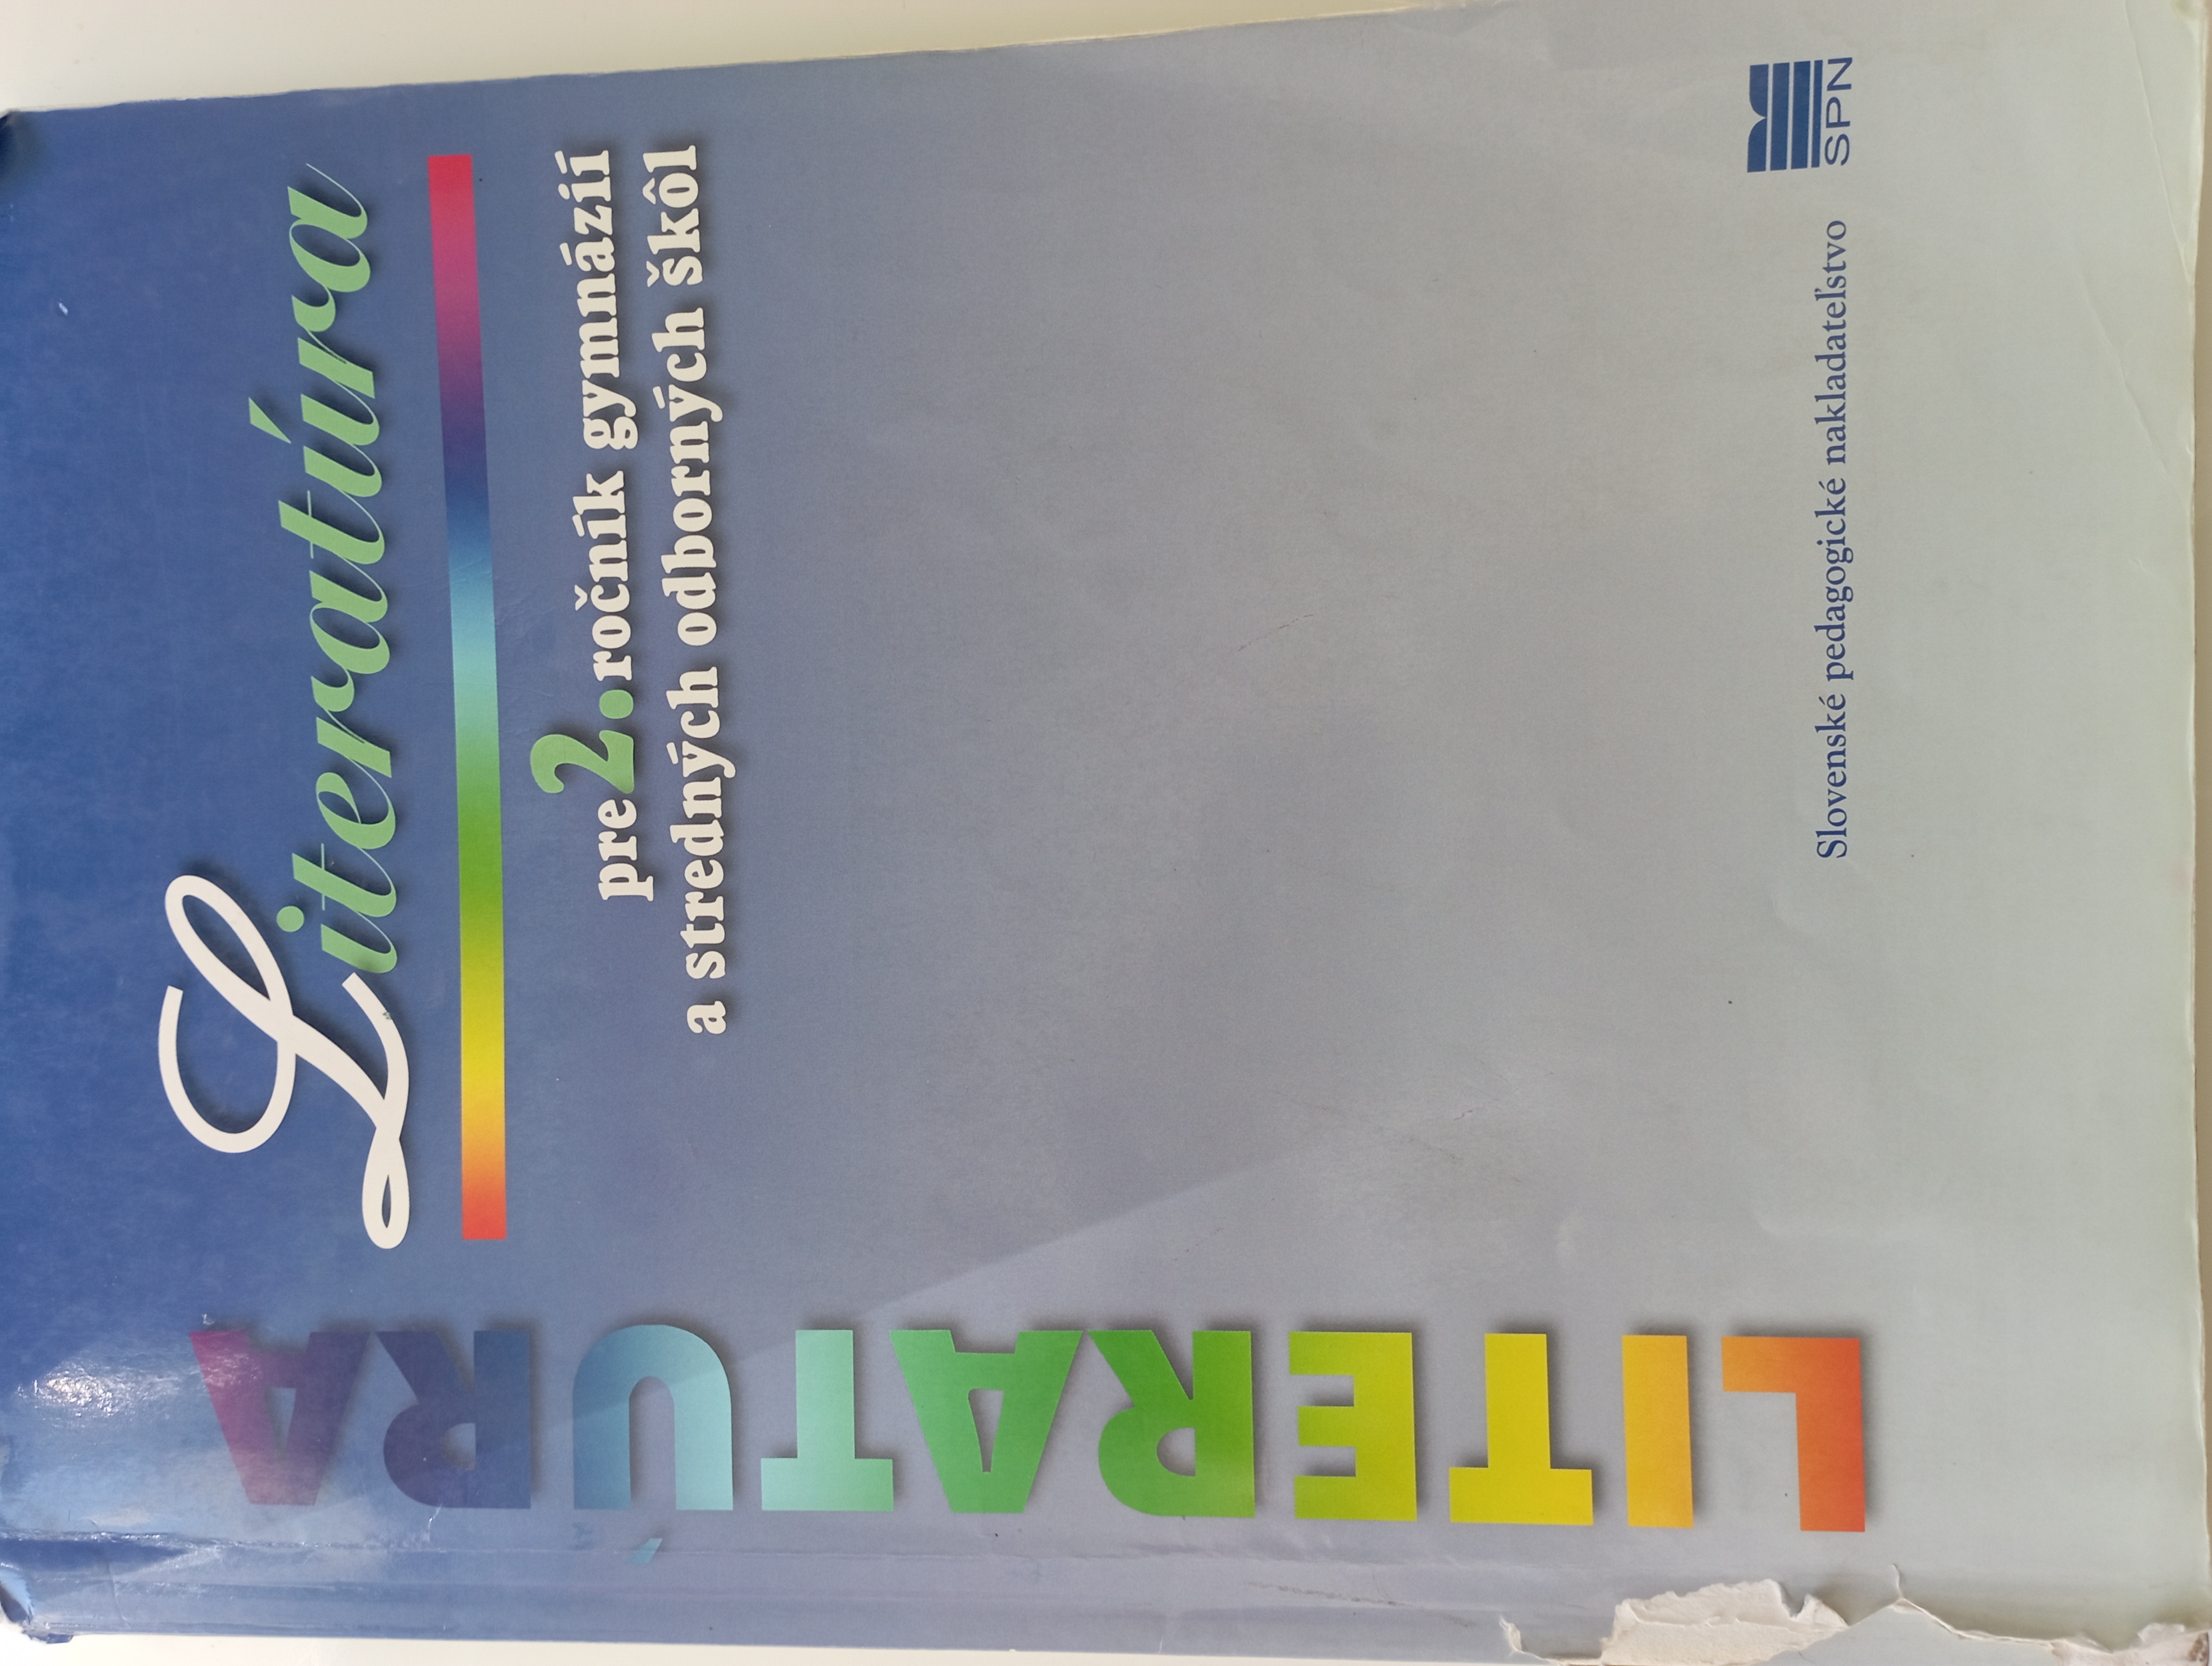 LITERATÚRA
Literatúra
pre 2. ročník gymnázií
a stredných odborných škôl
Slovenské pedagogické nakladateľstvo
SPN